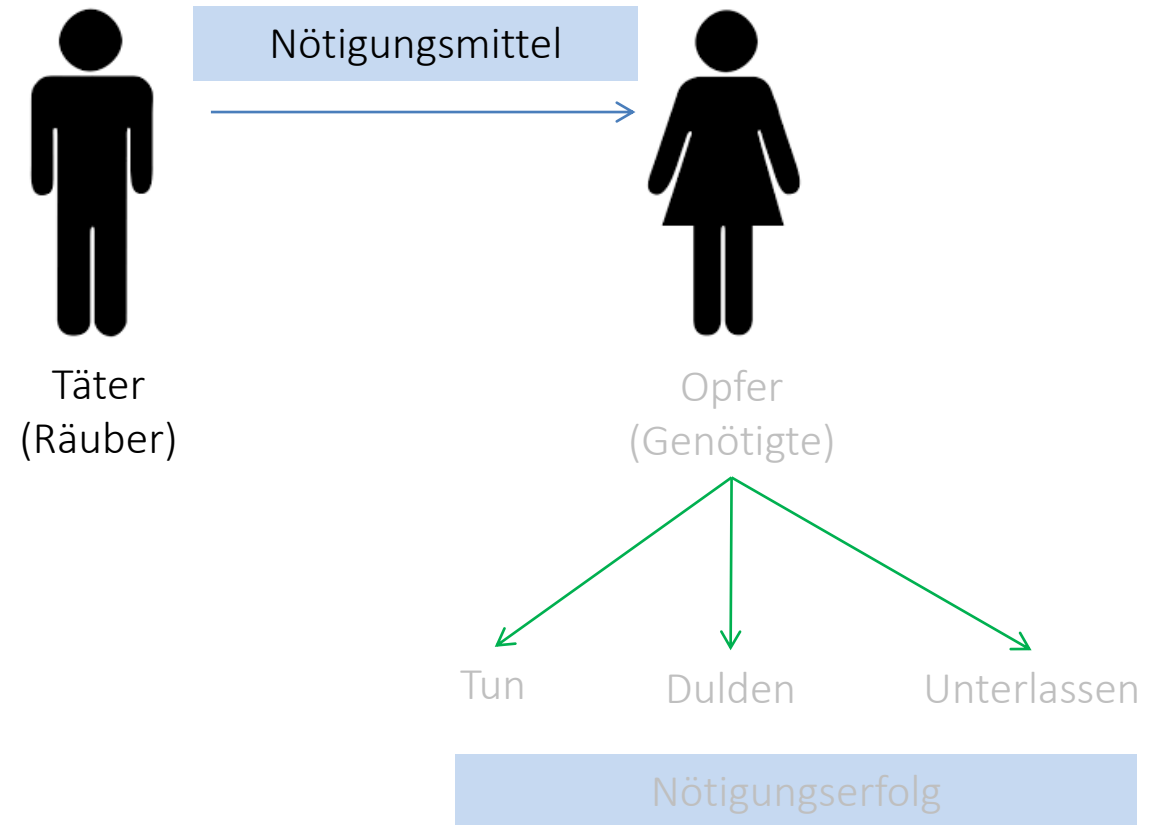 Nötigungsmittel
Täter
(Räuber)
Opfer
(Genötigte)
Tun
Dulden
Unterlassen
Nötigungserfolg